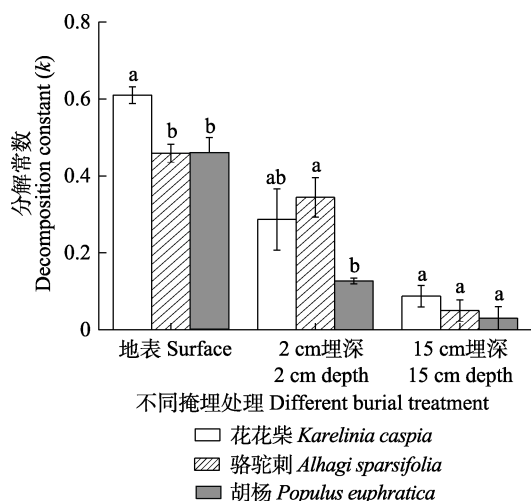 分解常数
Decomposition constant (k)
0.8
0.6
0.4
0.2
0
a
b
b
ab
a
b
a
a
a
地表 Surface
2 cm埋深
2 cm depth
15 cm埋深
15 cm depth
不同掩埋处理 Different burial treatment
花花柴 Karelinia caspia
骆驼刺 Alhagi sparsifolia
胡杨 Populus euphratica